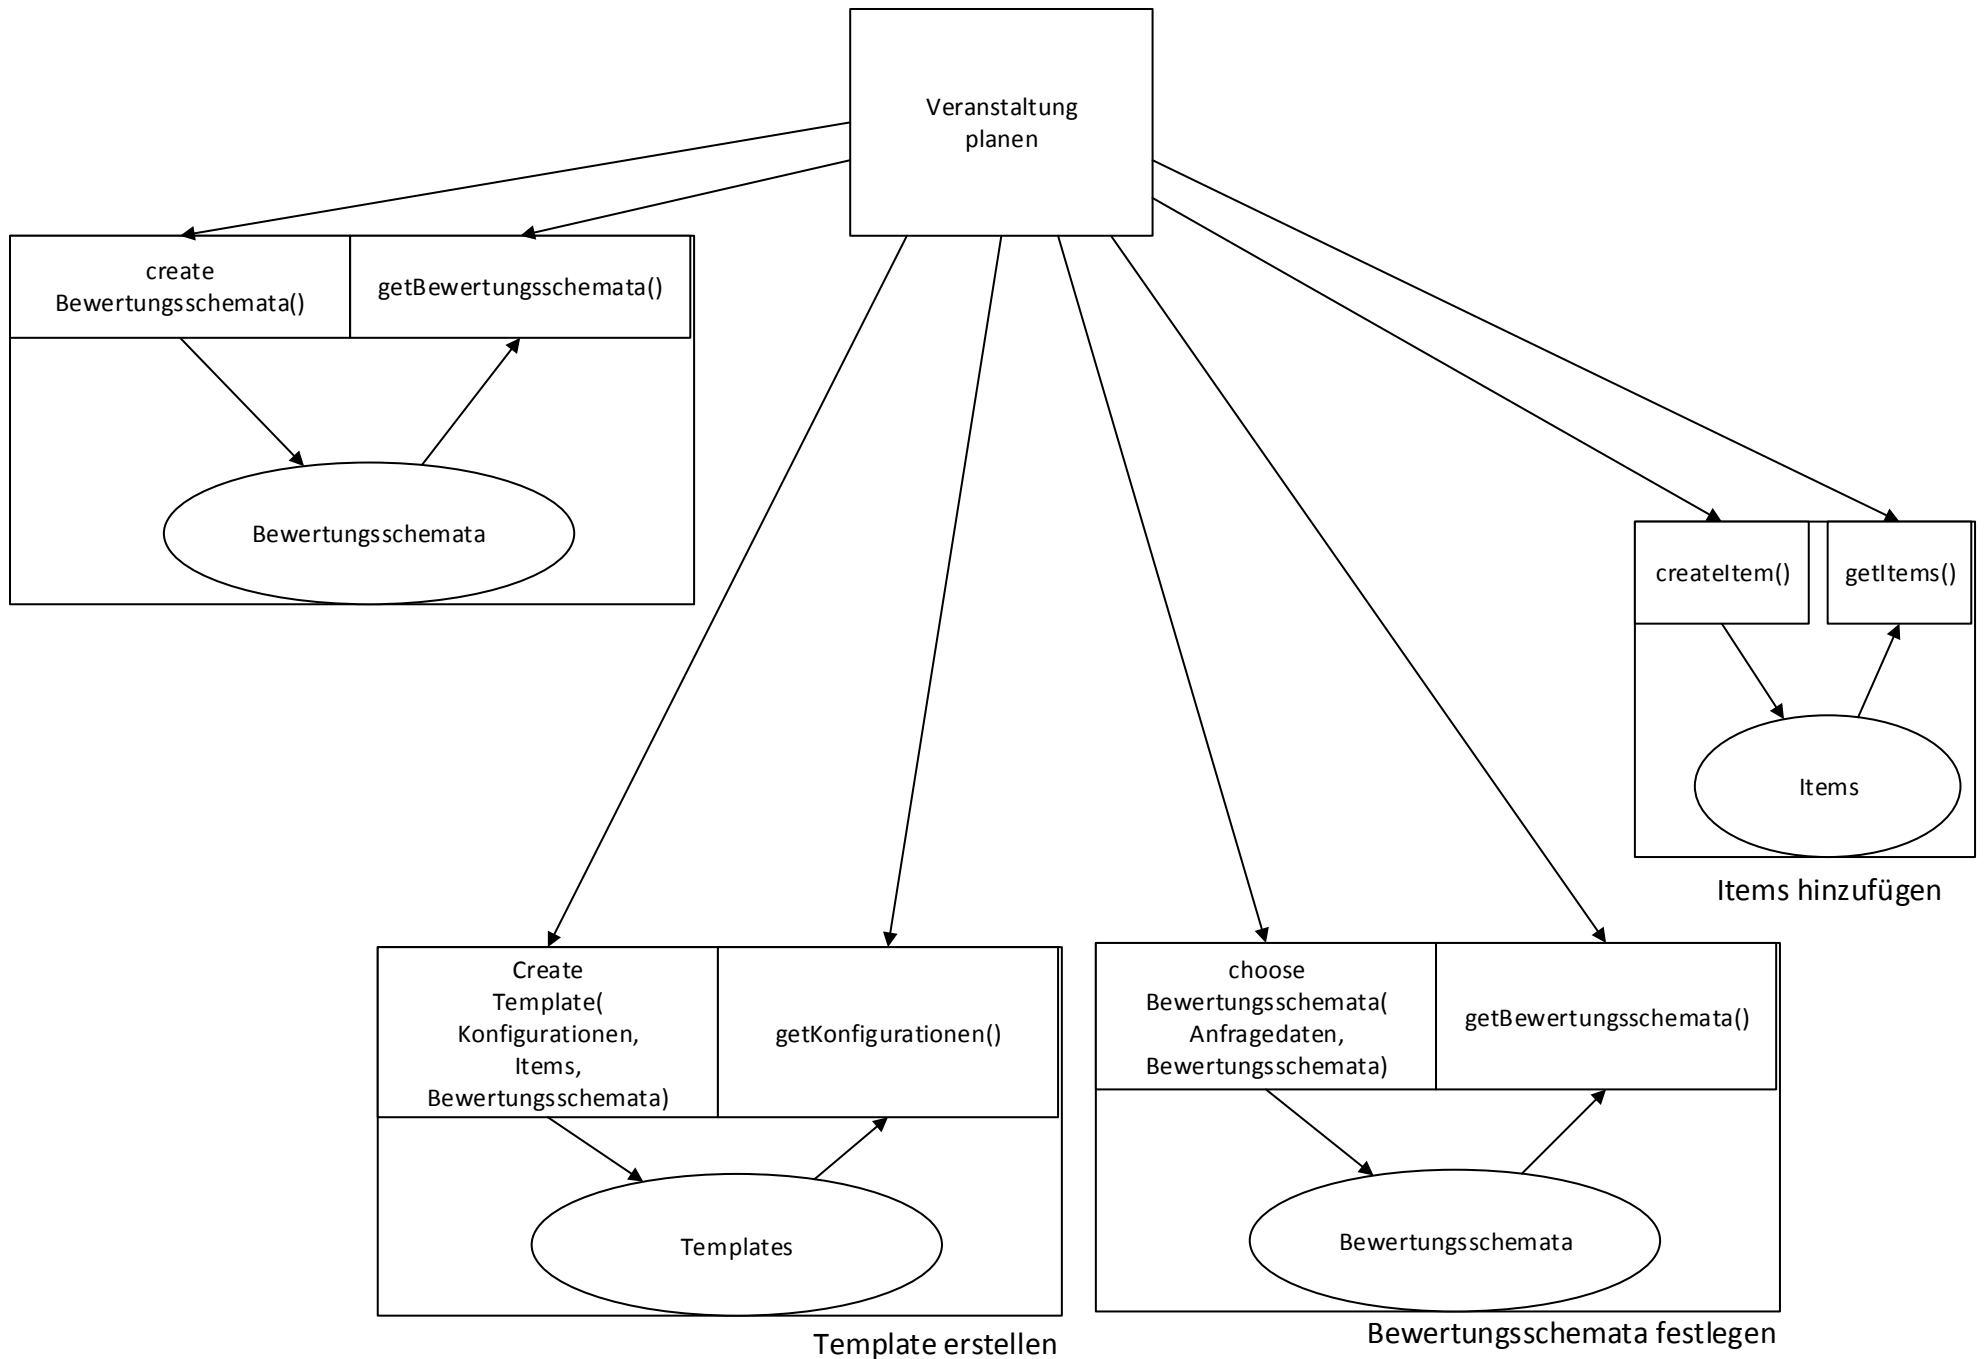 Veranstaltung
planen
create
Bewertungsschemata()
getBewertungsschemata()
Bewertungsschemata
createItem()
getItems()
Items
Items hinzufügen
Create
Template(
Konfigurationen,
Items,
Bewertungsschemata)
getKonfigurationen()
Templates
Template erstellen
choose
Bewertungsschemata(
Anfragedaten,
Bewertungsschemata)
getBewertungsschemata()
Bewertungsschemata
Bewertungsschemata festlegen